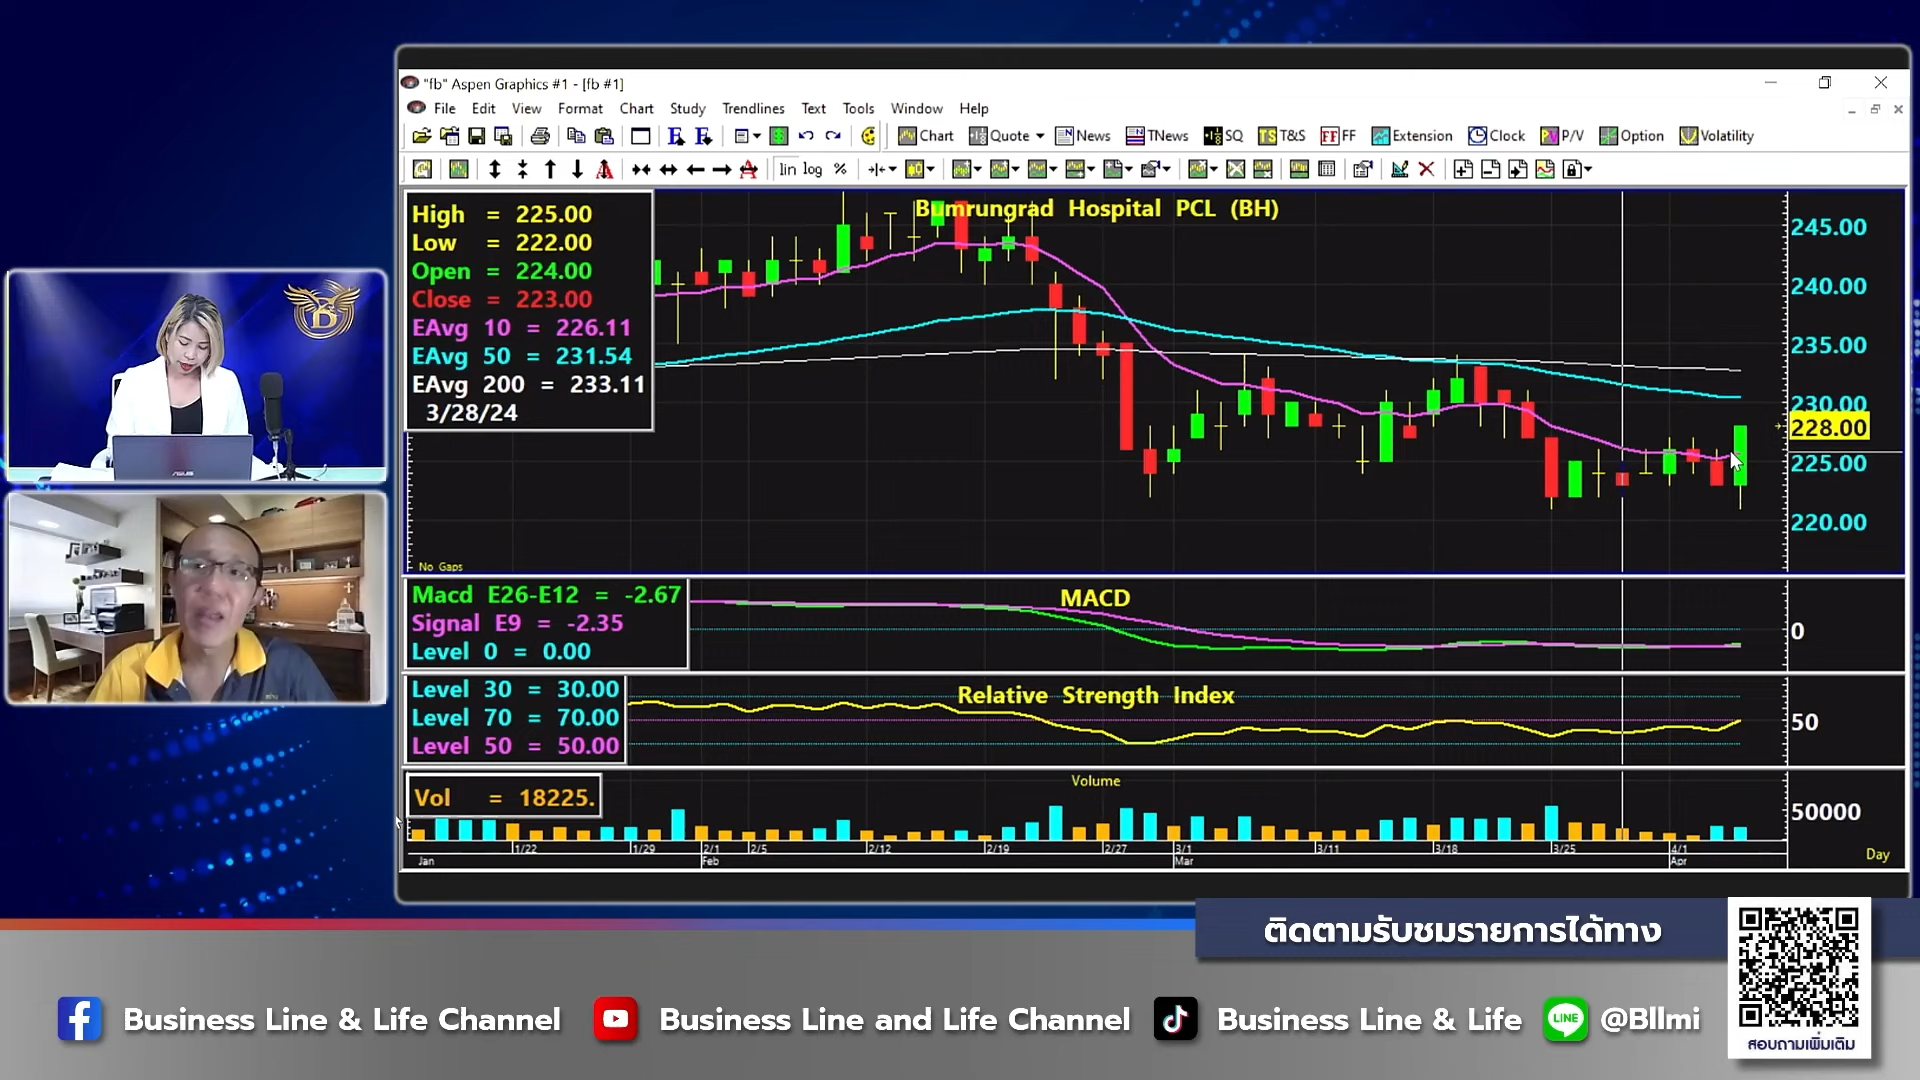 "fb" Aspen Graphics #1 - [fb #1]
File Edit View Format Chart Study Trendlines Text Tools Window Help
Chart Quote News TNews SQ TS T&S FF FF Extension Clock P/V Option Volatility
lin log %
High = 225.00
Low = 222.00
Open = 224.00
Close = 223.00
EAvg 10 = 226.11
EAvg 50 = 231.54
EAvg 200 = 233.11
3/28/24
Bumrungrad Hospital PCL (BH)
245.00
240.00
235.00
230.00
228.00
225.00
220.00
No Gaps
Macd E26-E12 = -2.67
Signal E9 = -2.35
Level 0 = 0.00
MACD
0
Level 30 = 30.00
Level 70 = 70.00
Level 50 = 50.00
Relative Strength Index
50
Vol = 18225.
Volume
50000
1/22 1/29 2/1 2/5 2/12 2/19 2/27 3/1 3/11 3/18 3/25 4/1
Jan Feb Mar Apr
Day
ASUS
ติดตามรับชมรายการได้ทาง
Business Line & Life Channel
Business Line and Life Channel
Business Line & Life
LINE
@Bllmi
สอบถามเพิ่มเติม